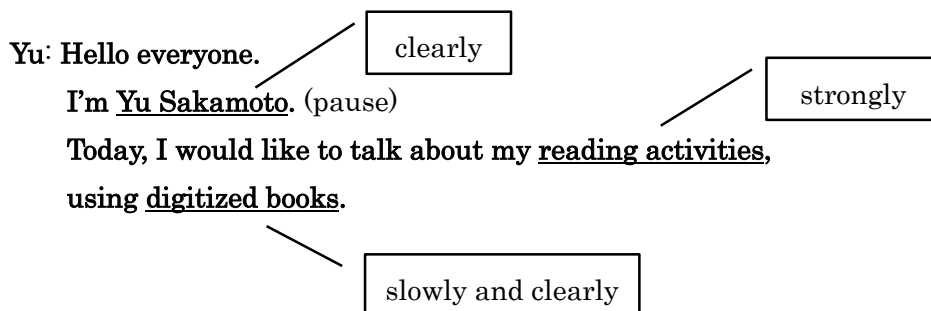 clearly
Yu: Hello everyone.
strongly
I'm Yu Sakamoto. (pause)
Today, I would like to talk about my reading activities,
using digitized books.
slowly and clearly